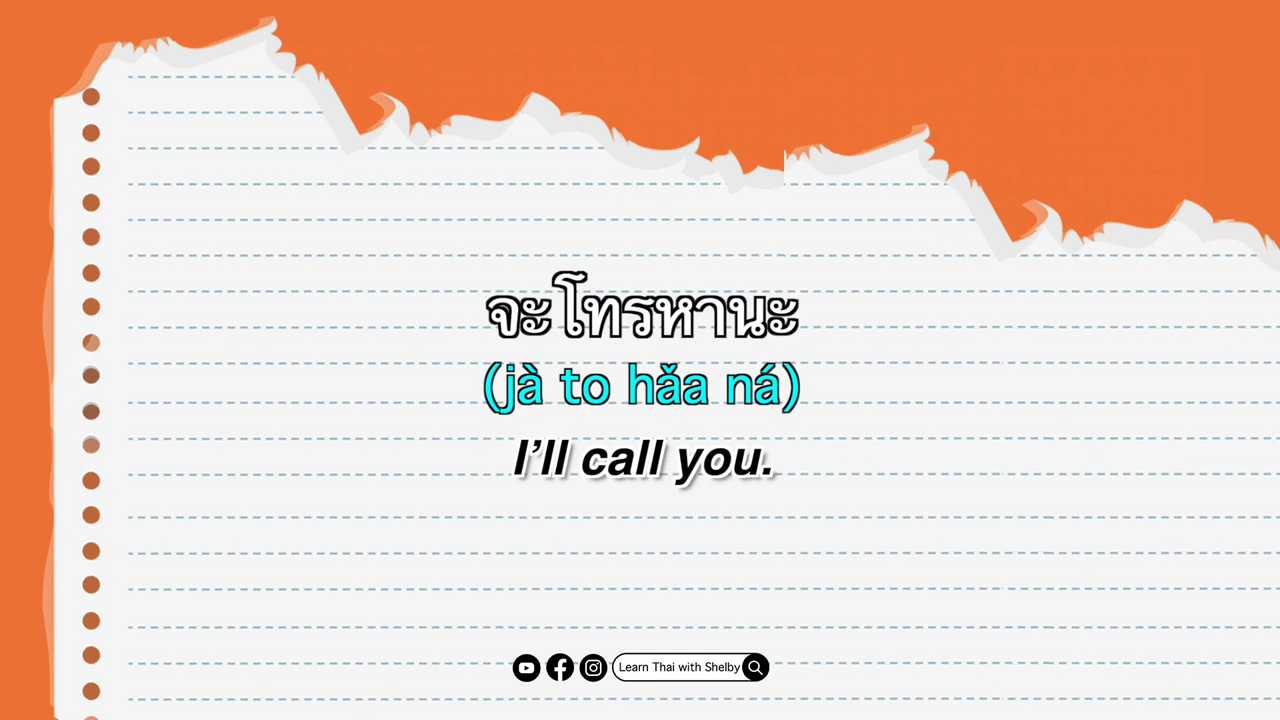 จะโทรหานะ
(jà to hǎa ná)
I’ll call you.
Learn Thai with Shelby